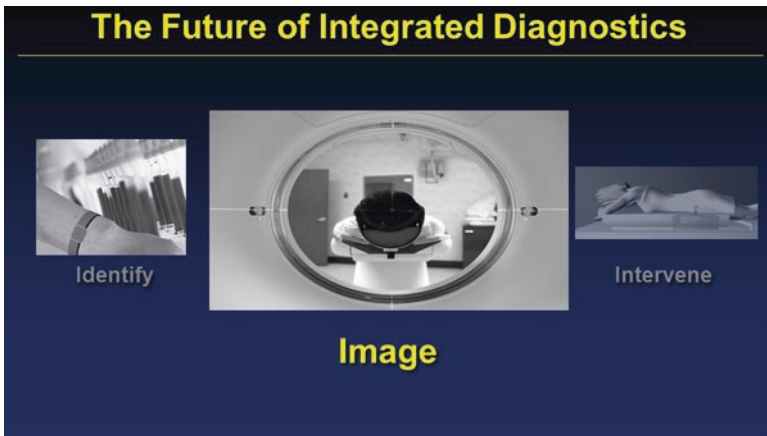 The Future of Integrated Diagnostics
Identify
Intervene
Image